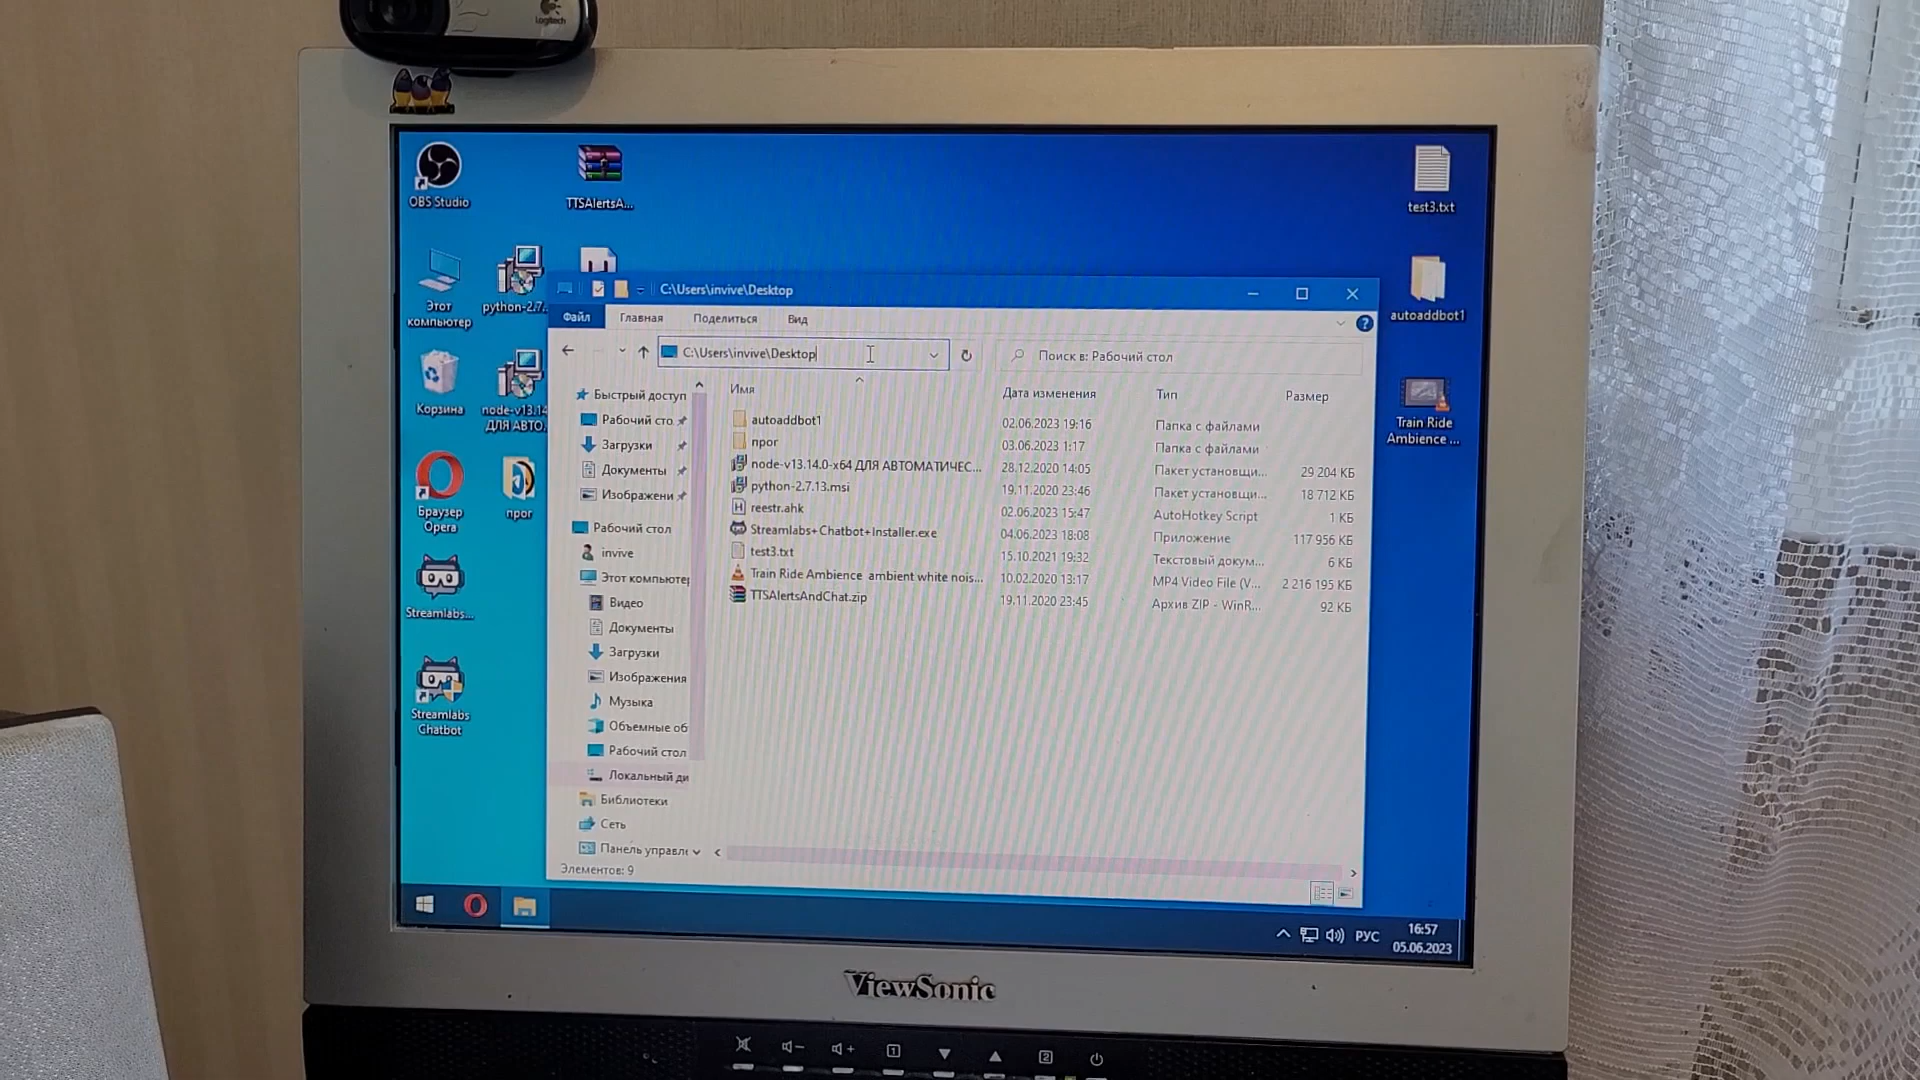 Logitech
OBS Studio
TTSAlertsA...
test3.txt
Этот
компьютер
python-2.7...
autoaddbot1
Корзина
node-v13.14
ДЛЯ АВТО...
Train Ride
Ambience ...
Браузер
Opera
прог
Streamlabs...
Streamlabs
Chatbot
C:\Users\invive\Desktop
Файл
Главная
Поделиться
Вид
C:\Users\invive\Desktop
Поиск в: Рабочий стол
Имя
Дата изменения
Тип
Размер
autoaddbot1 02.06.2023 19:16 Папка с файлами
прог 03.06.2023 1:17 Папка с файлами
node-v13.14.0-x64 ДЛЯ АВТОМАТИЧЕС... 28.12.2020 14:05 Пакет установщи... 29 204 КБ
python-2.7.13.msi 19.11.2020 23:46 Пакет установщи... 18 712 КБ
reestr.ahk 02.06.2023 15:47 AutoHotkey Script 1 КБ
Streamlabs+Chatbot+Installer.exe 04.06.2023 18:08 Приложение 117 956 КБ
test3.txt 15.10.2021 19:32 Текстовый докум... 6 КБ
Train Ride Ambience ambient white nois... 10.02.2020 13:17 MP4 Video File (V... 2 216 195 КБ
TTSAlertsAndChat.zip 19.11.2020 23:45 Архив ZIP - WinR... 92 КБ
Быстрый доступ
Рабочий сто
Загрузки
Документы
Изображени
Рабочий стол
invive
Этот компьютер
Видео
Документы
Загрузки
Изображения
Музыка
Объемные об
Рабочий стол
Локальный ди
Библиотеки
Сеть
Панель управле
Элементов: 9
РУС
16:57
05.06.2023
ViewSonic
1
2